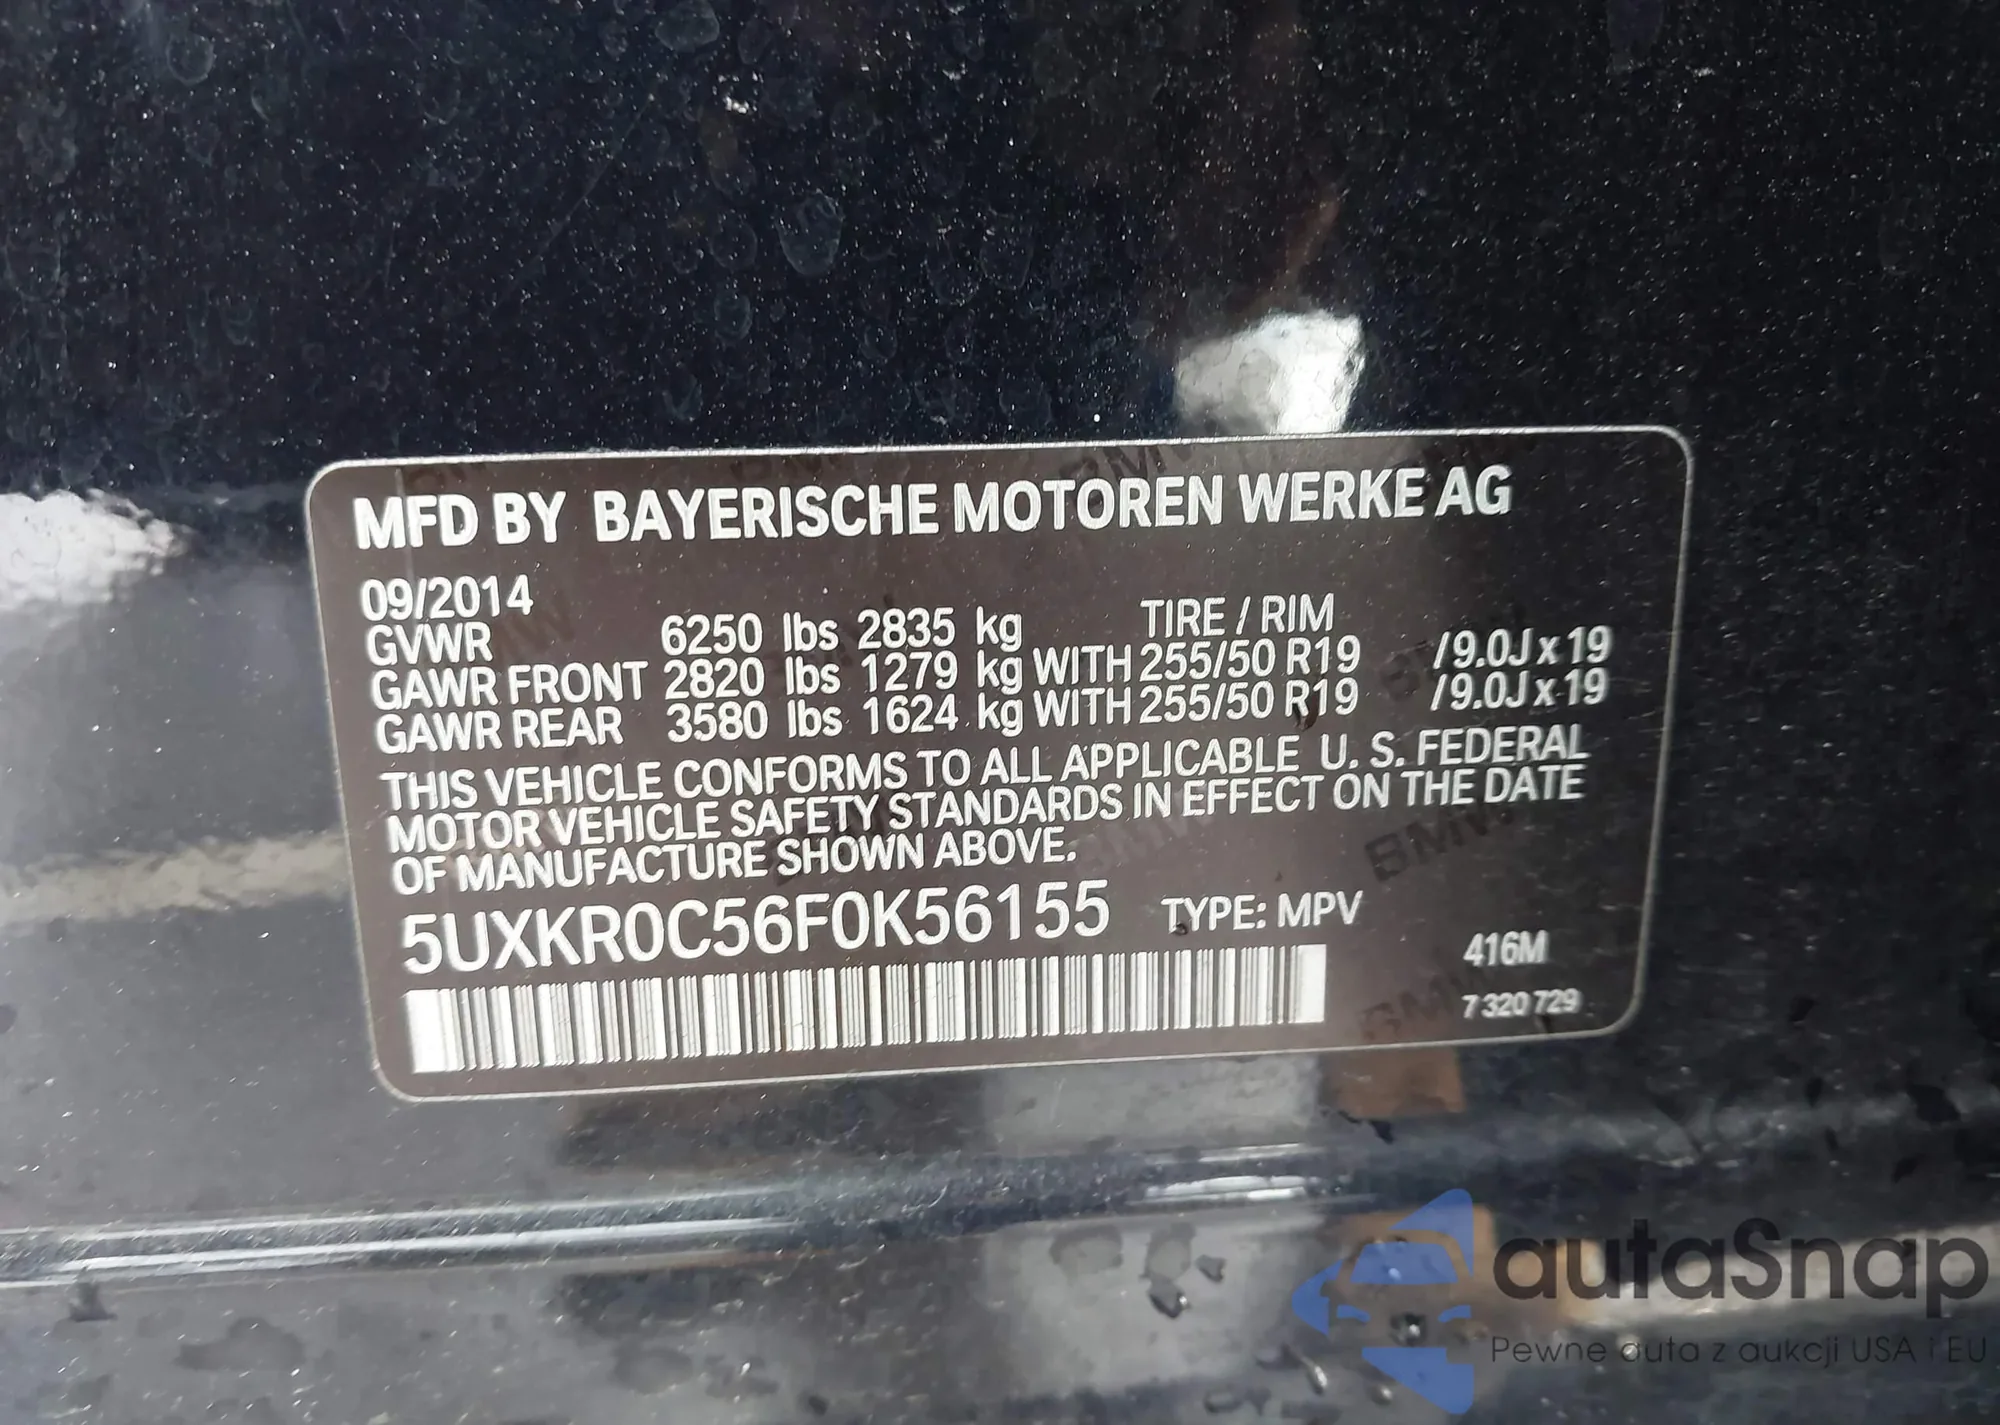 MFD BY BAYERISCHE MOTOREN WERKE AG
09/2014
GVWR 6250 lbs 2835 kg TIRE / RIM
GAWR FRONT 2820 lbs 1279 kg WITH 255/50 R19 /9.0J x 19
GAWR REAR 3580 lbs 1624 kg WITH 255/50 R19 /9.0J x 19
THIS VEHICLE CONFORMS TO ALL APPLICABLE U. S. FEDERAL
MOTOR VEHICLE SAFETY STANDARDS IN EFFECT ON THE DATE
OF MANUFACTURE SHOWN ABOVE.
5UXKR0C56F0K56155 TYPE: MPV
416M
7 320 729
autaSnap
Pewne auta z aukcji USA i EU